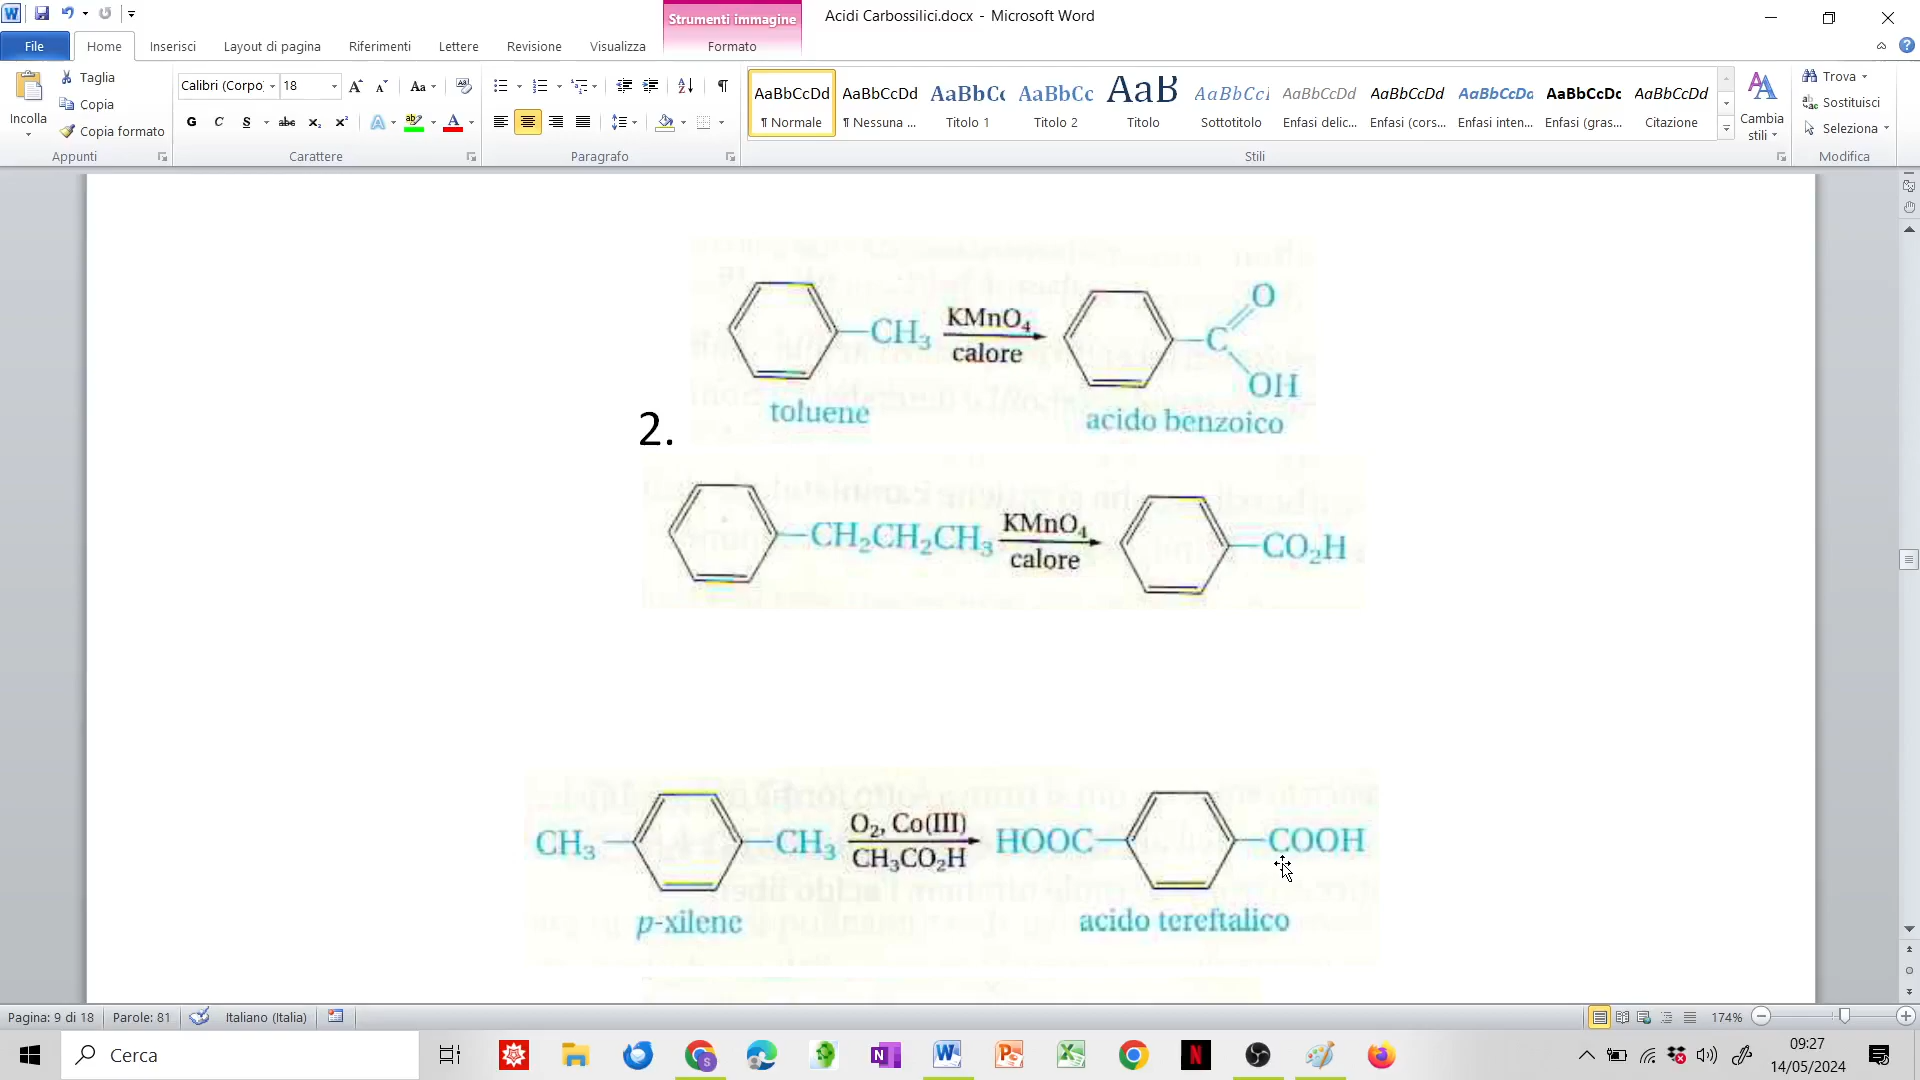 Strumenti immagine
Acidi Carbossilici.docx - Microsoft Word
File
Home
Inserisci
Layout di pagina
Riferimenti
Lettere
Revisione
Visualizza
Formato
Incolla
Taglia
Copia
Copia formato
Appunti
Calibri (Corpo
18
Carattere
Paragrafo
AaBbCcDd
¶ Normale
AaBbCcDd
¶ Nessuna ...
AaBbCc
Titolo 1
AaBbCc
Titolo 2
AaB
Titolo
AaBbCcI
Sottotitolo
AaBbCcDd
Enfasi delic...
AaBbCcDd
Enfasi (cors...
AaBbCcDd
Enfasi inten...
AaBbCcDc
Enfasi (gras...
AaBbCcDd
Citazione
Stili
Cambia
stili
Trova
Sostituisci
Seleziona
Modifica
CH₃
KMnO₄
calore
C
O
OH
toluene
acido benzoico
2.
CH₂CH₂CH₃
KMnO₄
calore
CO₂H
CH₃
CH₃
O₂, Co(III)
CH₃CO₂H
HOOC
COOH
p-xilene
acido tereftalico
Pagina: 9 di 18
Parole: 81
Italiano (Italia)
174%
Cerca
09:27
14/05/2024